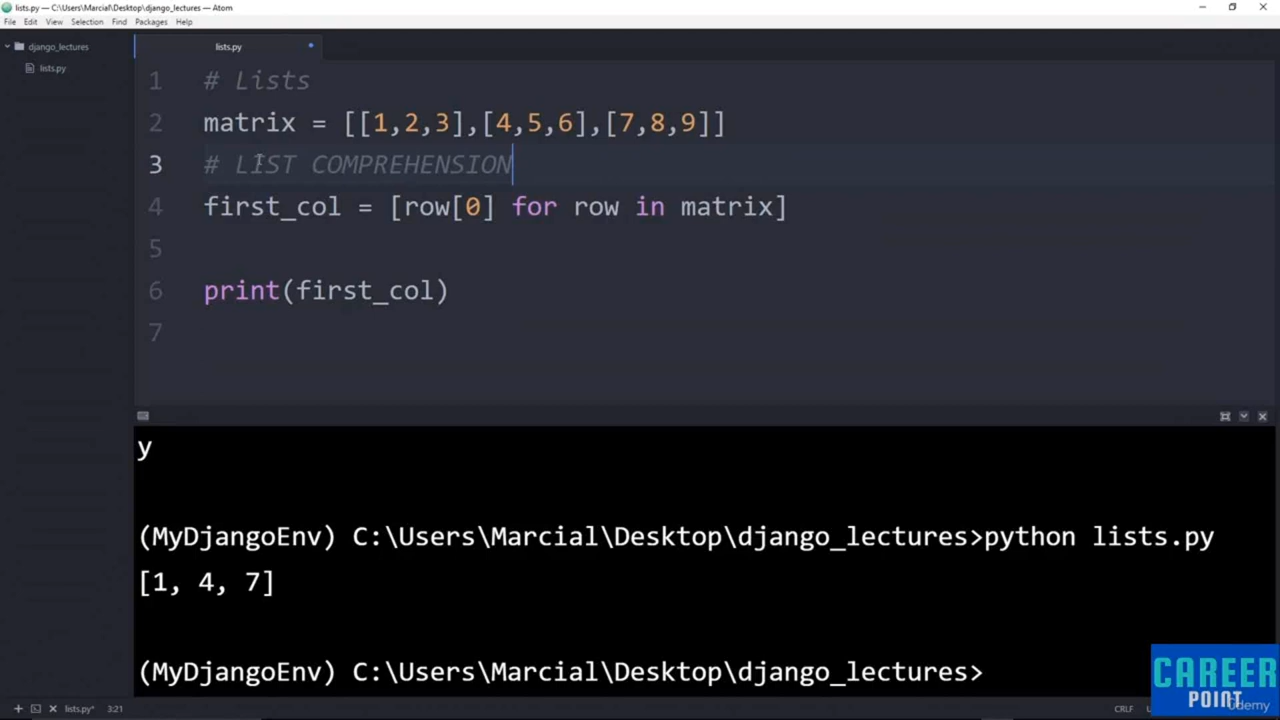 lists.py — C:\Users\Marcial\Desktop\django_lectures — Atom
File Edit View Selection Find Packages Help
django_lectures
lists.py
lists.py
1 # Lists
2 matrix = [[1,2,3],[4,5,6],[7,8,9]]
3 # LIST COMPREHENSION
4 first_col = [row[0] for row in matrix]
5
6 print(first_col)
7
y
(MyDjangoEnv) C:\Users\Marcial\Desktop\django_lectures>python lists.py
[1, 4, 7]
(MyDjangoEnv) C:\Users\Marcial\Desktop\django_lectures>
CAREER
POINT
Udemy
lists.py* 3:21 CRLF